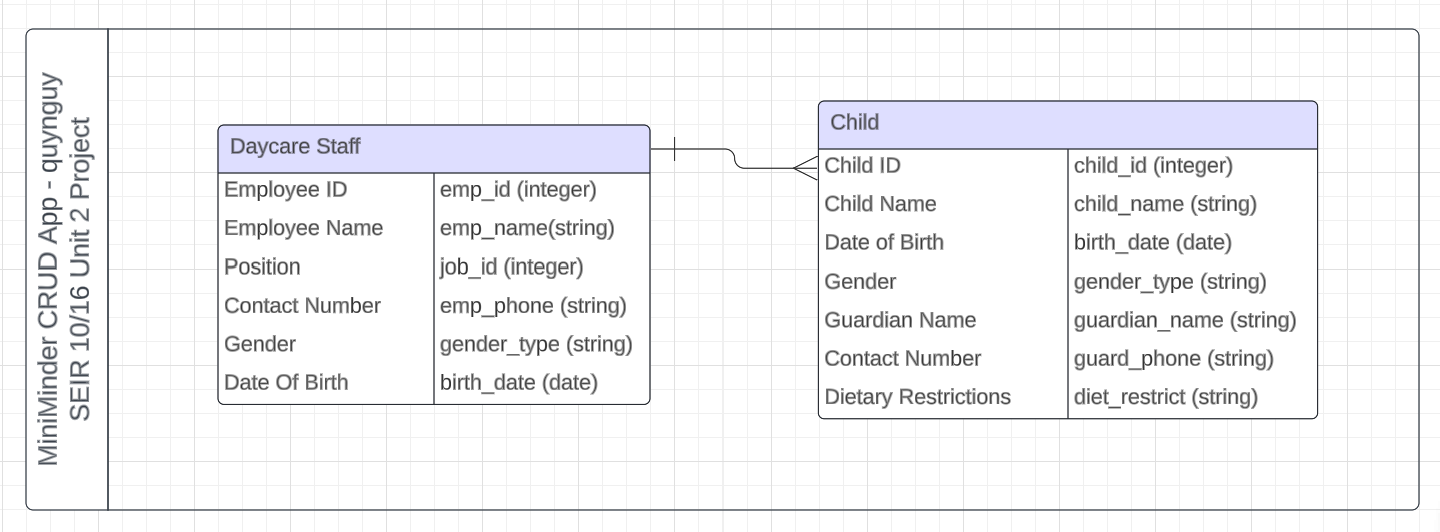 MiniMinder CRUD App - quynguy
SEIR 10/16 Unit 2 Project
Daycare Staff
Employee ID emp_id (integer)
Employee Name emp_name(string)
Position job_id (integer)
Contact Number emp_phone (string)
Gender gender_type (string)
Date Of Birth birth_date (date)
Child
Child ID child_id (integer)
Child Name child_name (string)
Date of Birth birth_date (date)
Gender gender_type (string)
Guardian Name guardian_name (string)
Contact Number guard_phone (string)
Dietary Restrictions diet_restrict (string)